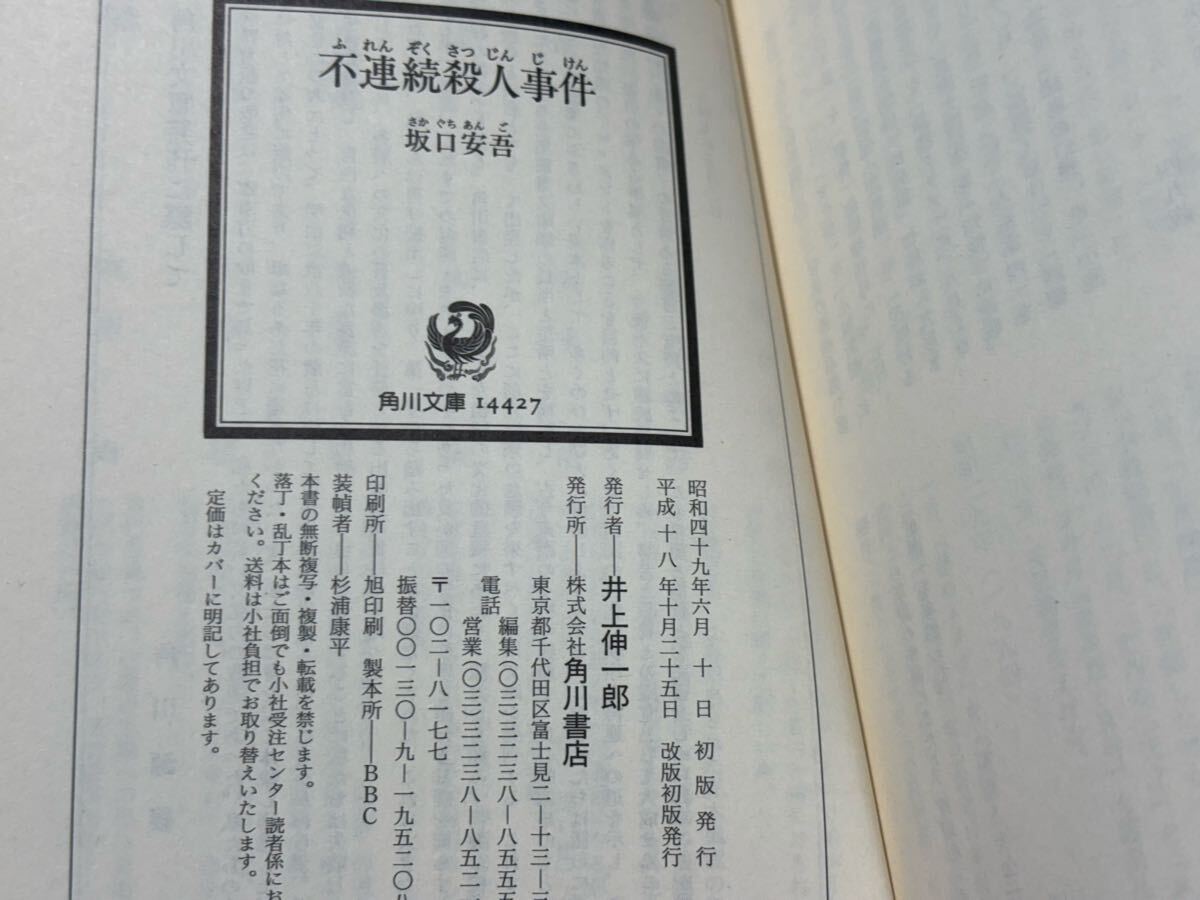 ふれんぞくさつじんじけん
不連続殺人事件
さかぐちあんご
坂口安吾
角川文庫 14427
昭和四十九年六月 十 日 初 版 発 行
平成 十八 年十月二十五日 改版初版発行
発行者──井上伸一郎
発行所──株式会社 角川書店
東京都千代田区富士見二─十三─
電話 編集(〇三)三二三八─八五五五
営業(〇三)三二三八─八五二
〒一〇二─八一七七
振替〇〇一三〇─九─一九五二〇八
印刷所──旭印刷 製本所──BBC
装幀者──杉浦康平
本書の無断複写・複製・転載を禁じます。
落丁・乱丁本はご面倒でも小社受注センター読者係にお
ください。送料は小社負担でお取り替えいたします。
定価はカバーに明記してあります。